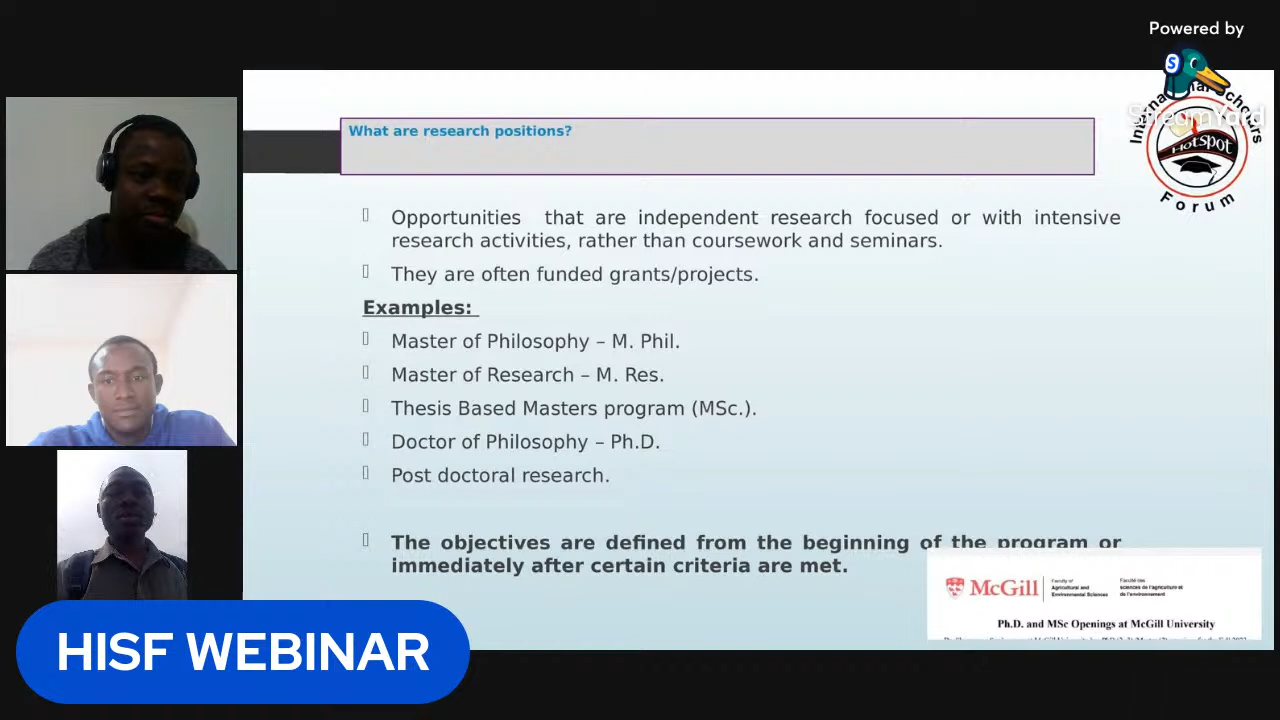 Powered by
StreamYard
International Scholars
Hotspot
Forum
What are research positions?
Opportunities that are independent research focused or with intensive
research activities, rather than coursework and seminars.
They are often funded grants/projects.
Examples:
Master of Philosophy – M. Phil.
Master of Research – M. Res.
Thesis Based Masters program (MSc.).
Doctor of Philosophy – Ph.D.
Post doctoral research.
The objectives are defined from the beginning of the program or
immediately after certain criteria are met.
McGill
Faculty of
Agricultural and
Environmental Sciences
Faculté des
sciences de l'agriculture et
de l'environnement
Ph.D. and MSc Openings at McGill University
HISF WEBINAR